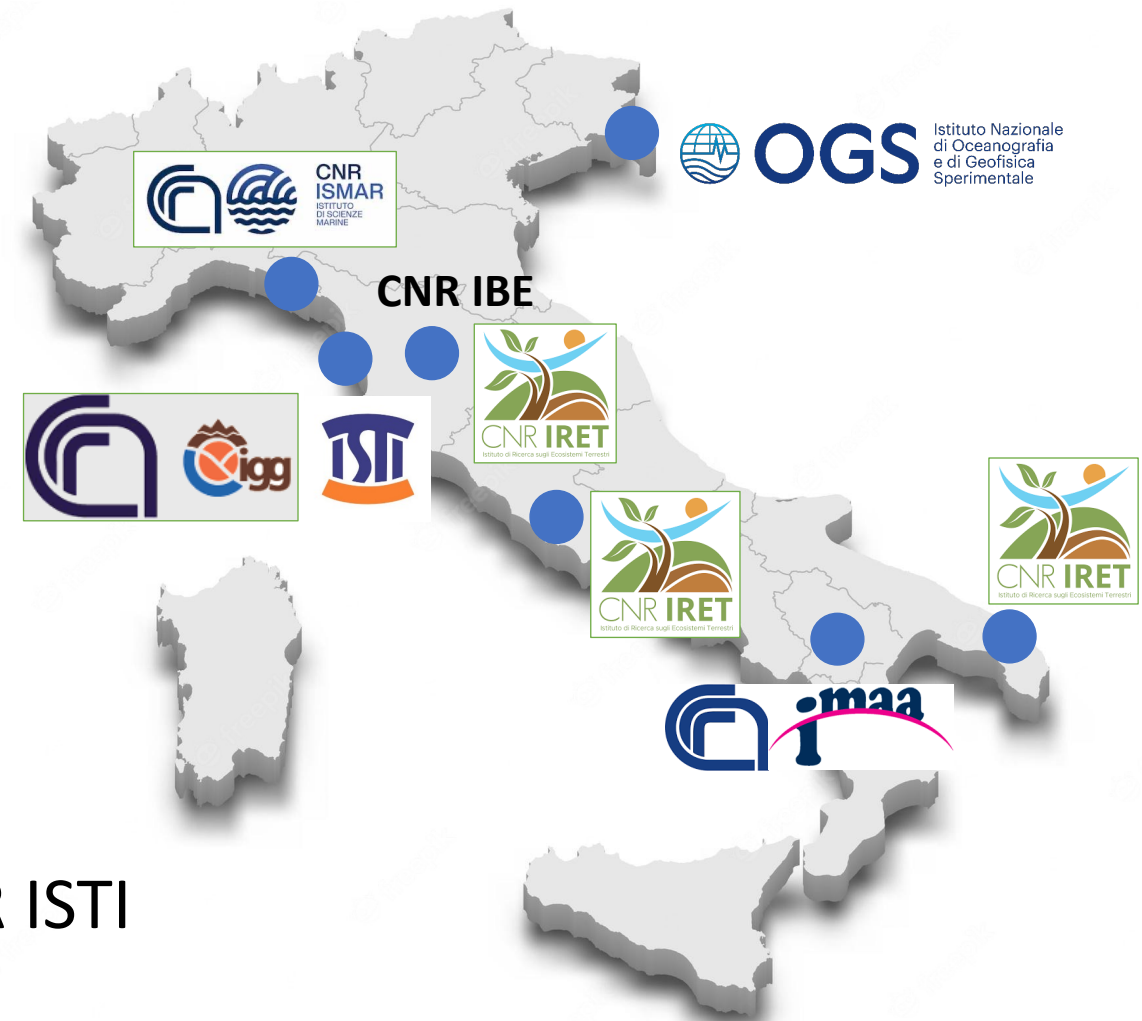 OGS
Istituto Nazionale
di Oceanografia
e di Geofisica
Sperimentale
CNR
ISMAR
ISTITUTO
DI SCIENZE
MARINE
CNR IBE
CNR IRET
Istituto di Ricerca sugli Ecosistemi Terrestri
igg
ISTI
CNR IRET
Istituto di Ricerca sugli Ecosistemi Terrestri
CNR IRET
Istituto di Ricerca sugli Ecosistemi Terrestri
imaa
R ISTI